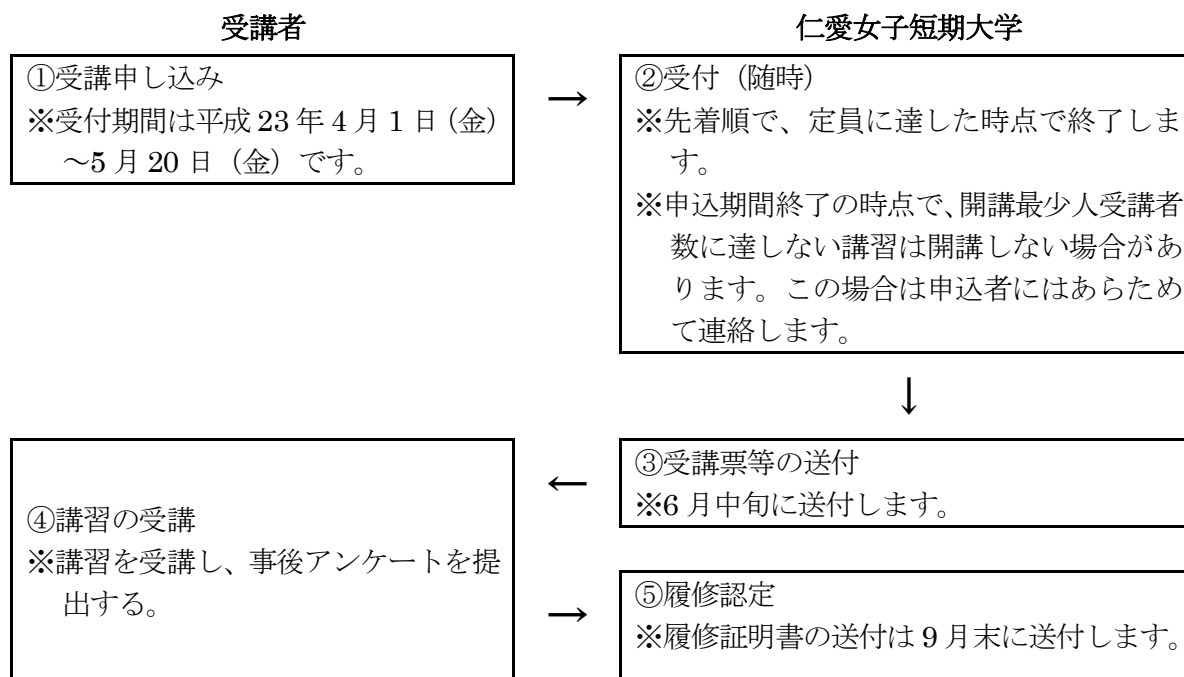 受講者
仁愛女子短期大学
①受講申し込み
※受付期間は平成 23 年 4 月 1 日（金）
～5 月 20 日（金）です。
→
②受付（随時）
※先着順で、定員に達した時点で終了しま
す。
※申込期間終了の時点で、開講最少人受講者
数に達しない講習は開講しない場合があ
ります。この場合は申込者にはあらため
て連絡します。
↓
③受講票等の送付
※6 月中旬に送付します。
←
④講習の受講
※講習を受講し、事後アンケートを提
出する。
→
⑤履修認定
※履修証明書の送付は 9 月末に送付します。